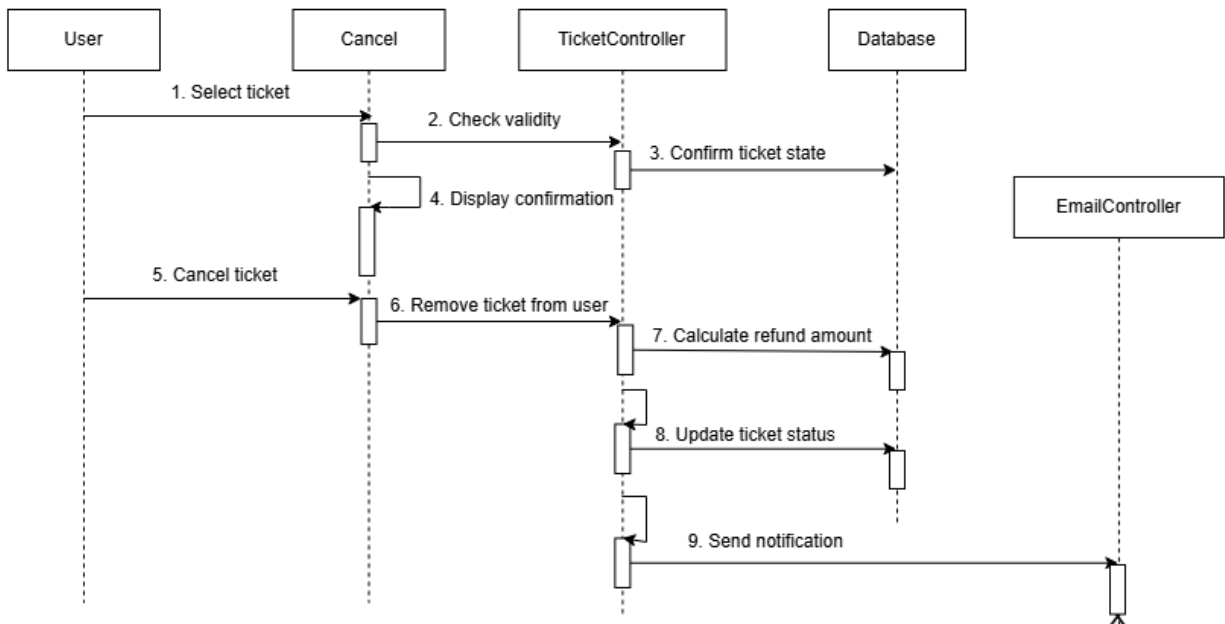 User
Cancel
TicketController
Database
1. Select ticket
2. Check validity
3. Confirm ticket state
4. Display confirmation
EmailController
5. Cancel ticket
6. Remove ticket from user
7. Calculate refund amount
8. Update ticket status
9. Send notification